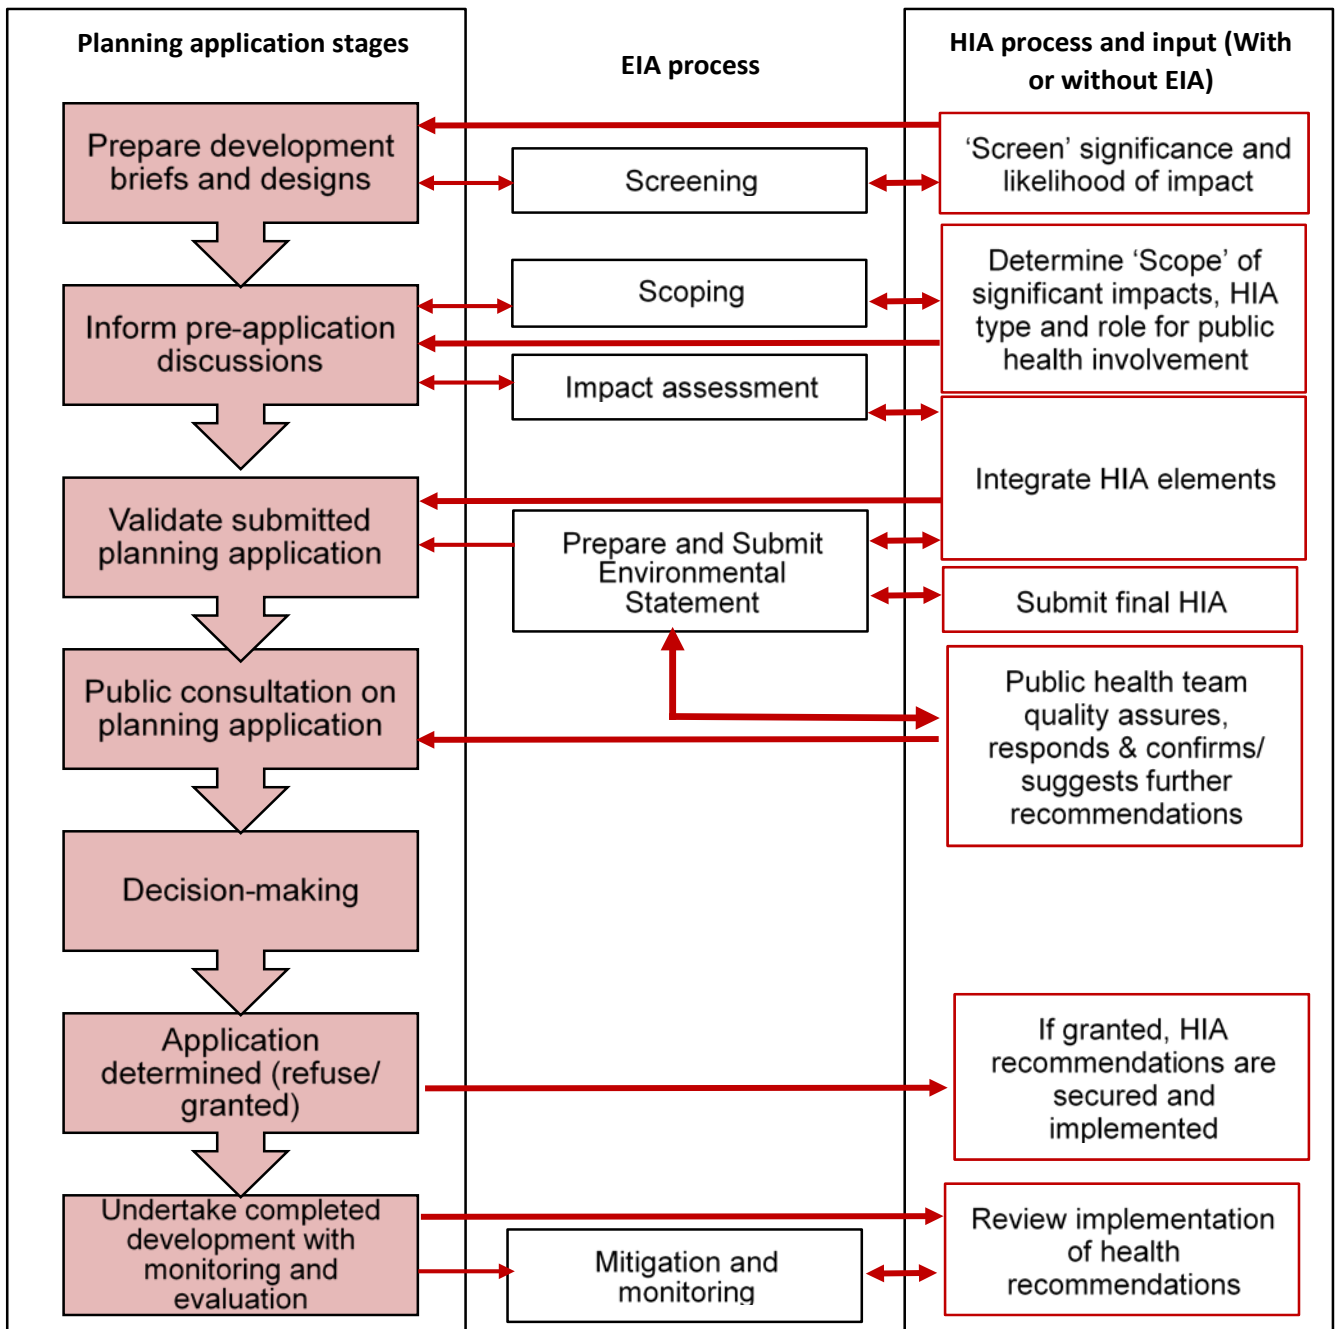 Planning application stages
Prepare development
briefs and designs
Inform pre-application
discussions
Validate submitted
planning application
Public consultation on
planning application
Decision-making
Application
determined (refuse/
granted)
Undertake completed
development with
monitoring and
evaluation
EIA process
Screening
Scoping
Impact assessment
Prepare and Submit
Environmental
Statement
Mitigation and
monitoring
HIA process and input (With
or without EIA)
‘Screen’ significance and
likelihood of impact
Determine ‘Scope’ of
significant impacts, HIA
type and role for public
health involvement
Integrate HIA elements
Submit final HIA
Public health team
quality assures,
responds & confirms/
suggests further
recommendations
If granted, HIA
recommendations are
secured and
implemented
Review implementation
of health
recommendations